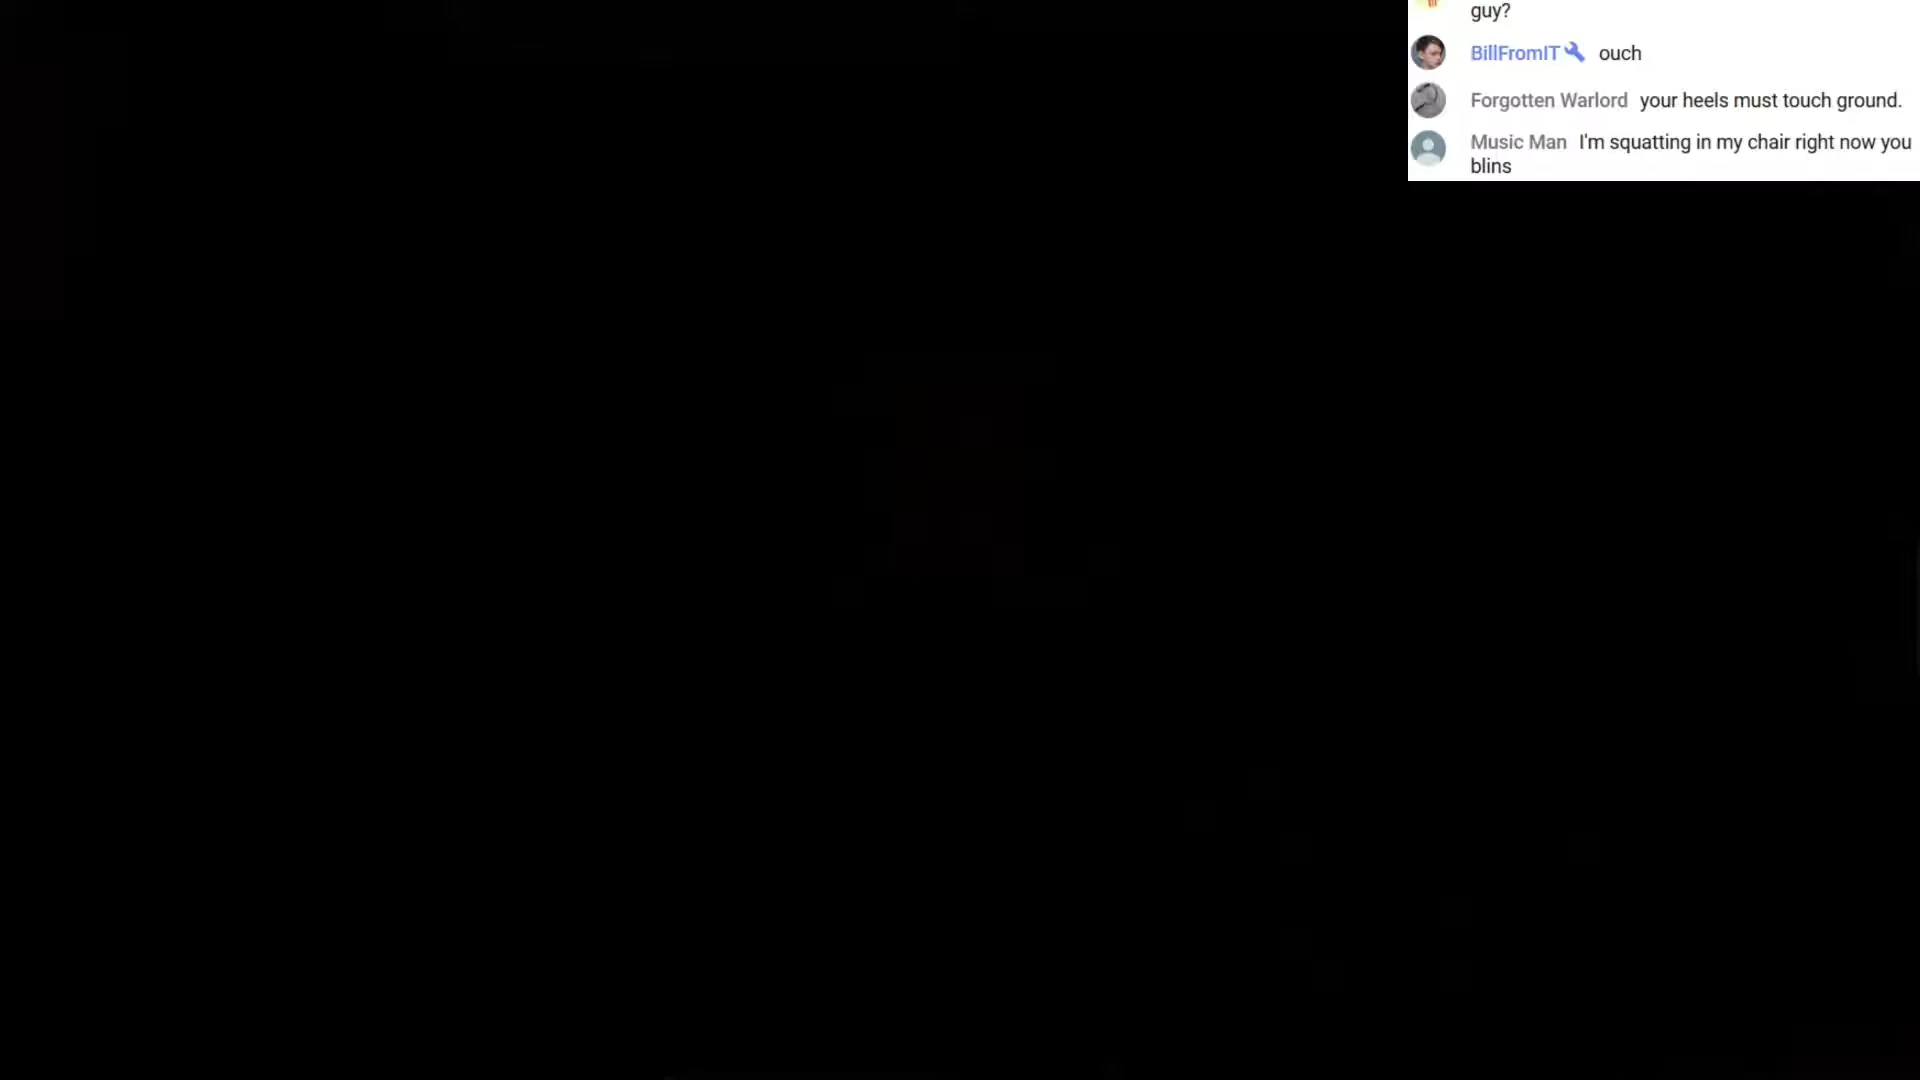 guy?
BillFromIT ouch
Forgotten Warlord your heels must touch ground.
Music Man I'm squatting in my chair right now you
blins